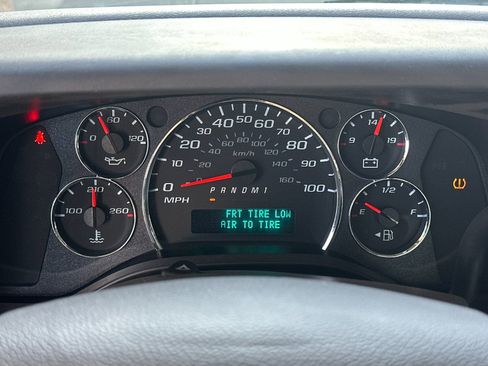 0 60 120
100 210 260
0 10 20 30 40 50 60 70 80 90 100
MPH
0 20 40 60 80 100 120 140 160
km/h
P R N D M 1
FRT TIRE LOW
AIR TO TIRE
9 14 19
E 1/2 F